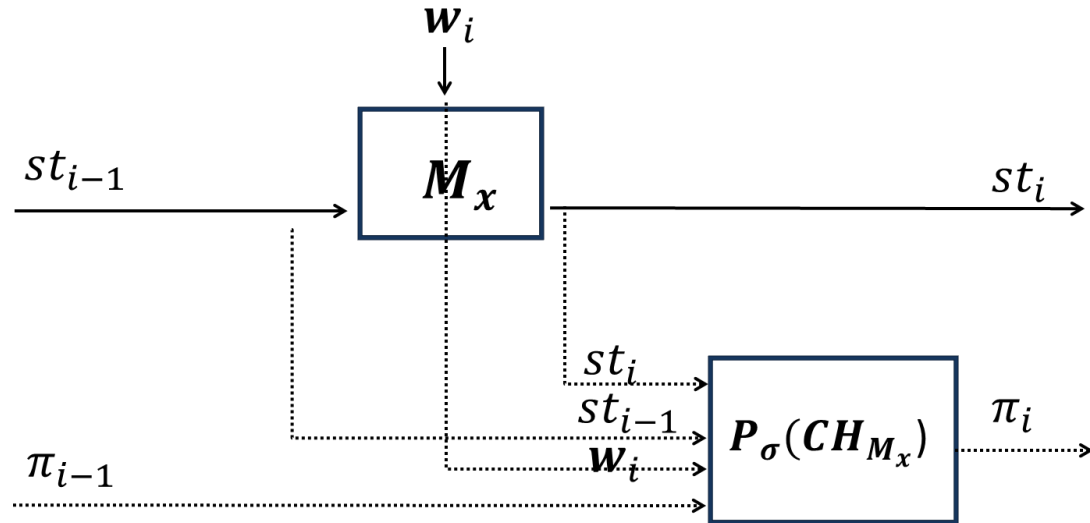 w_i
st_{i−1}
M_x
st_i
st_i
st_{i−1}
w_i
π_{i−1}
P_σ(CH_{M_x})
π_i